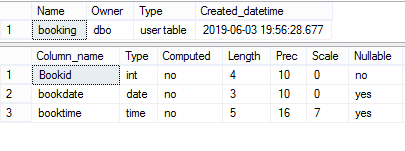 Name Owner Type Created_datetime
1 booking dbo user table 2019-06-03 19:56:28.677
Column_name Type Computed Length Prec Scale Nullable
1 Bookid int no 4 10 0 no
2 bookdate date no 3 10 0 yes
3 booktime time no 5 16 7 yes